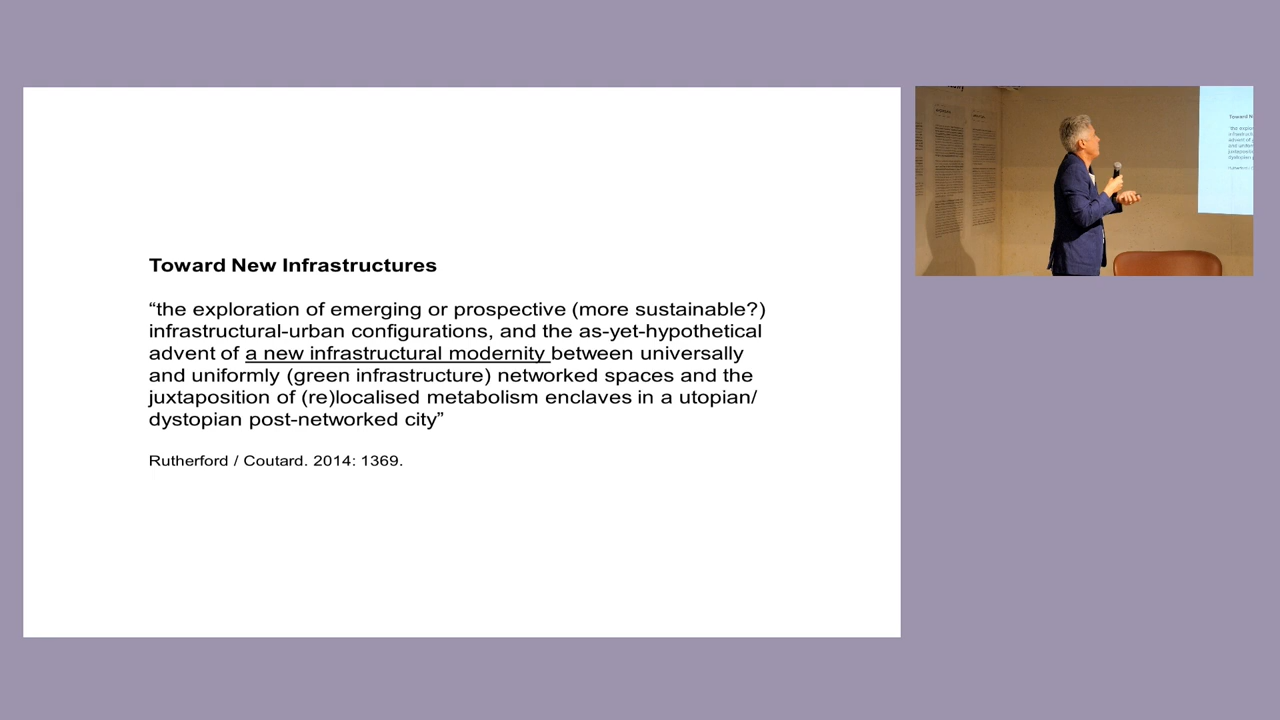 Toward New Infrastructures
“the exploration of emerging or prospective (more sustainable?)
infrastructural-urban configurations, and the as-yet-hypothetical
advent of a new infrastructural modernity between universally
and uniformly (green infrastructure) networked spaces and the
juxtaposition of (re)localised metabolism enclaves in a utopian/
dystopian post-networked city”
Rutherford / Coutard. 2014: 1369.
Toward N